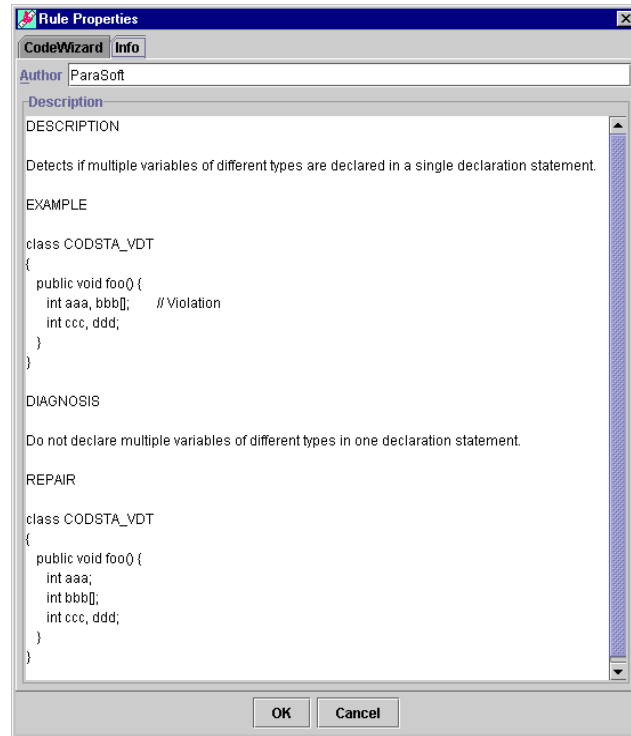 Rule Properties
CodeWizard Info
Author ParaSoft
Description
DESCRIPTION
Detects if multiple variables of different types are declared in a single declaration statement.
EXAMPLE
class CODSTA_VDT
{
public void foo() {
int aaa, bbb[]; // Violation
int ccc, ddd;
}
}
DIAGNOSIS
Do not declare multiple variables of different types in one declaration statement.
REPAIR
class CODSTA_VDT
{
public void foo() {
int aaa;
int bbb[];
int ccc, ddd;
}
}
OK Cancel